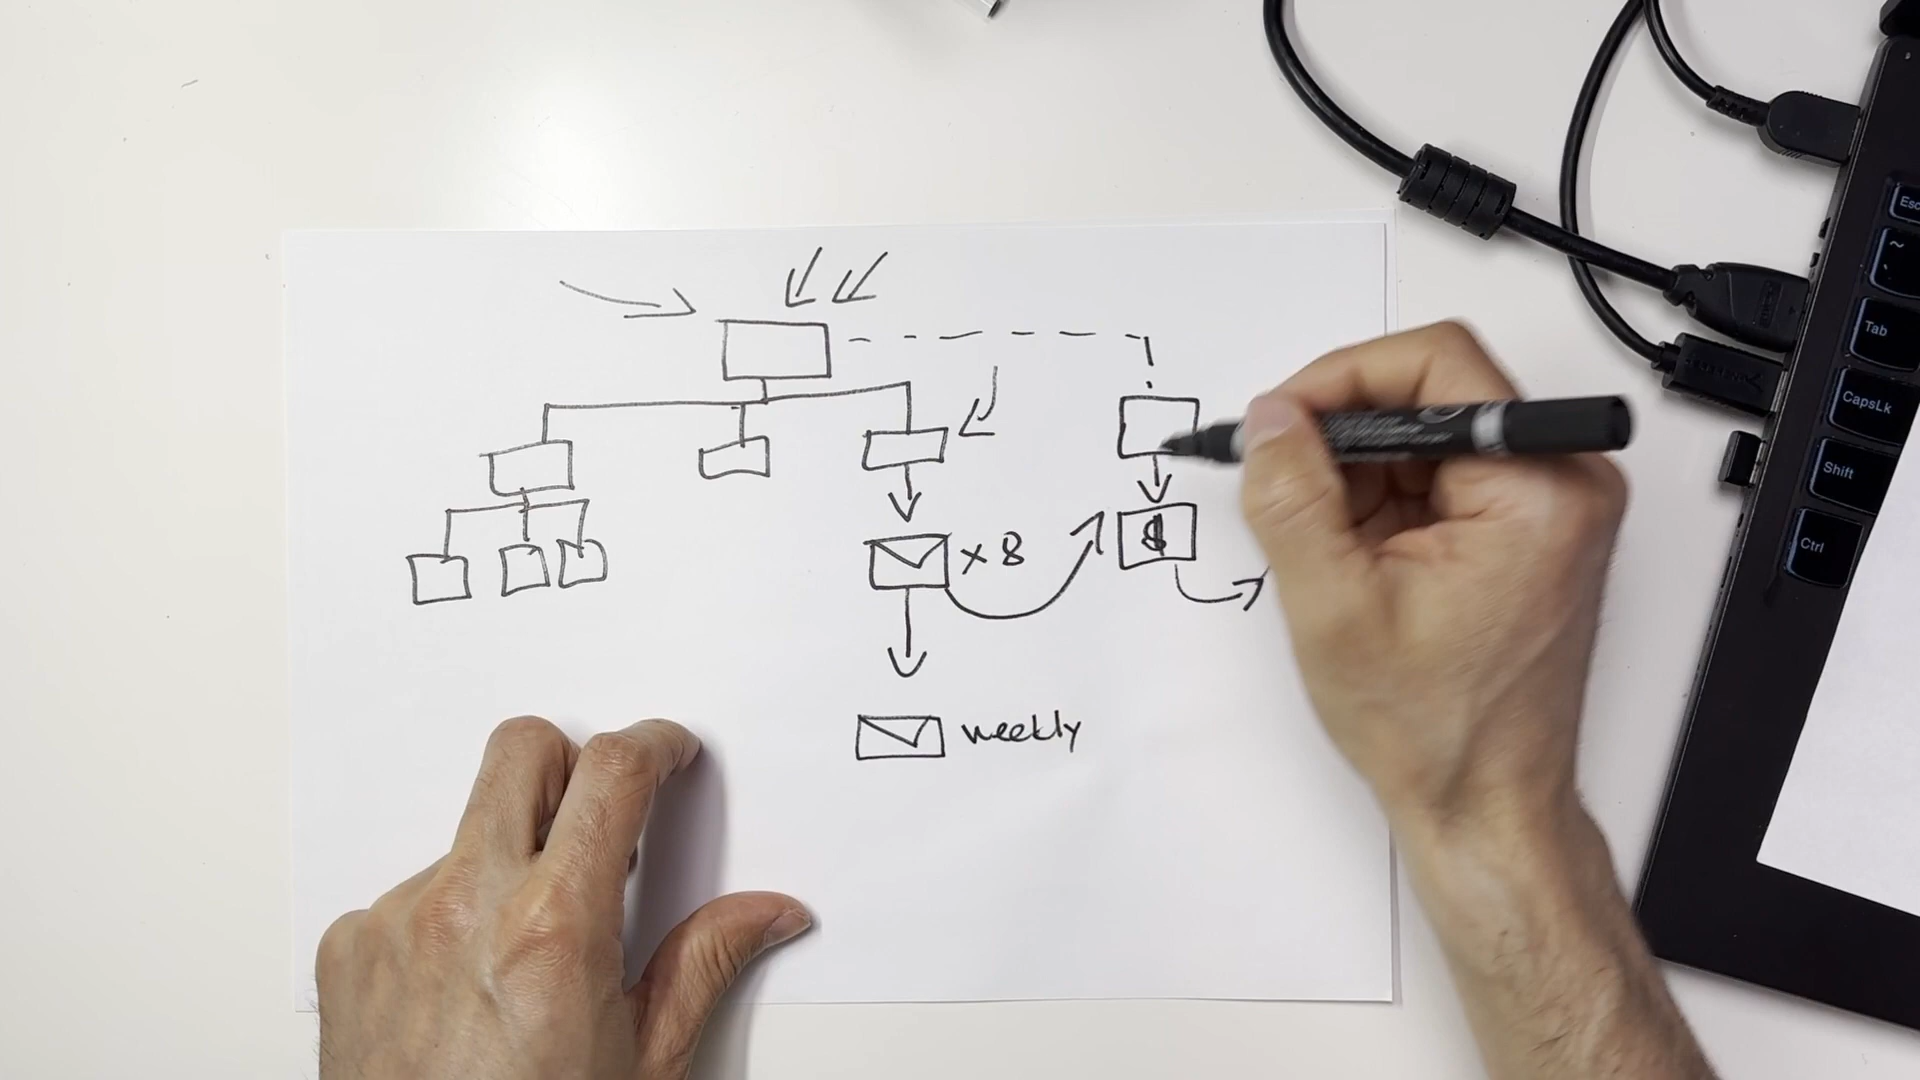 $
x 8
weekly
Esc
~
Tab
CapsLk
Shift
Ctrl